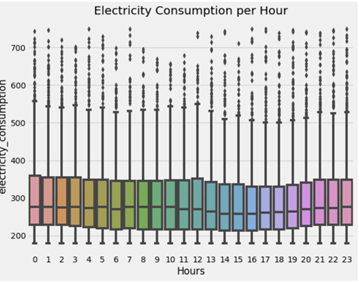 Electricity Consumption per Hour
electricity_consumption
700
600
500
400
300
200
0 1 2 3 4 5 6 7 8 9 10 11 12 13 14 15 16 17 18 19 20 21 22 23
Hours